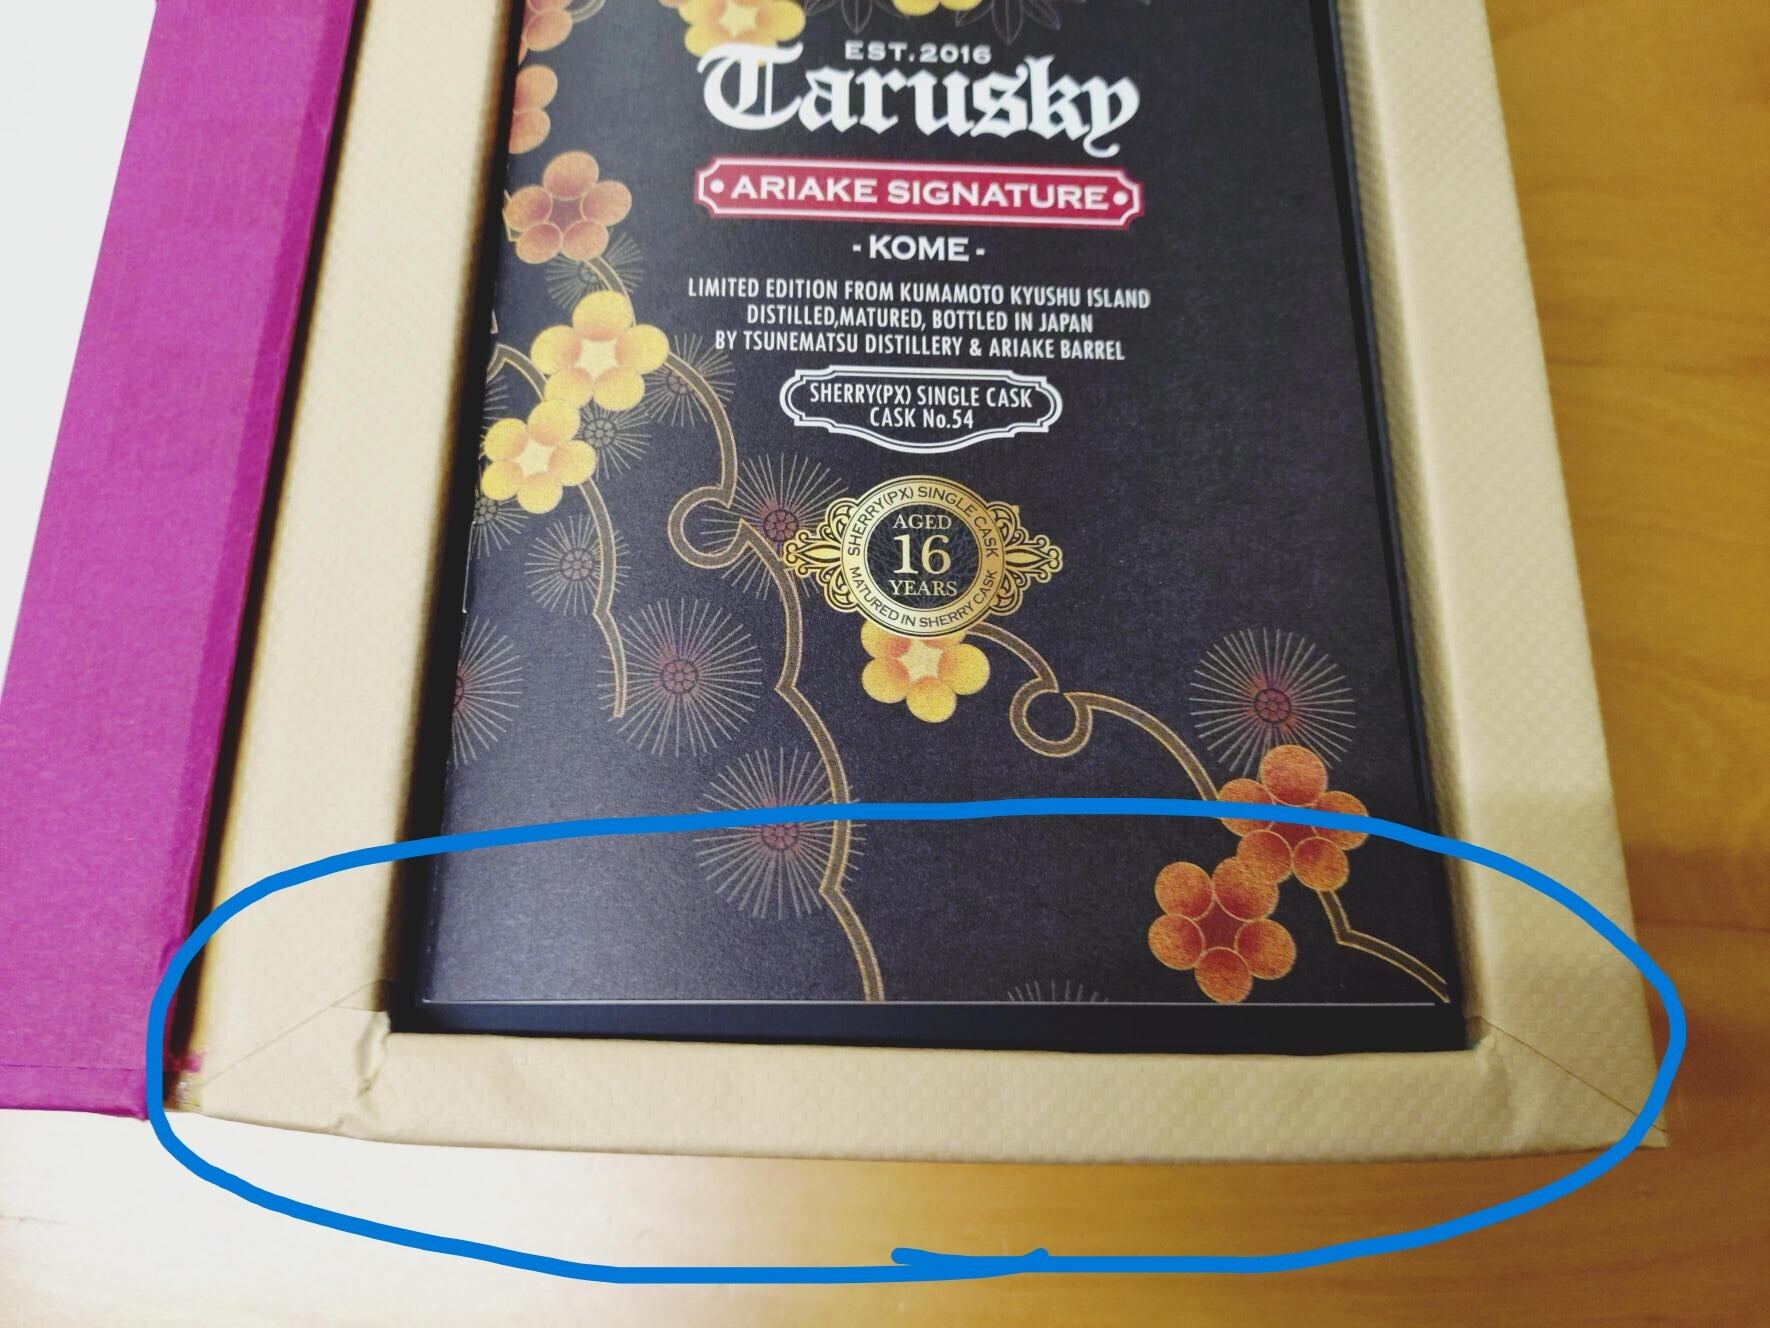 EST.2016
Tarusky
ARIAKE SIGNATURE
- KOME -
LIMITED EDITION FROM KUMAMOTO KYUSHU ISLAND
DISTILLED,MATURED, BOTTLED IN JAPAN
BY TSUNEMATSU DISTILLERY & ARIAKE BARREL
SHERRY(PX) SINGLE CASK
CASK No.54
SHERRY(PX) SINGLE CASK
AGED
16
YEARS
MATURED IN SHERRY CASK